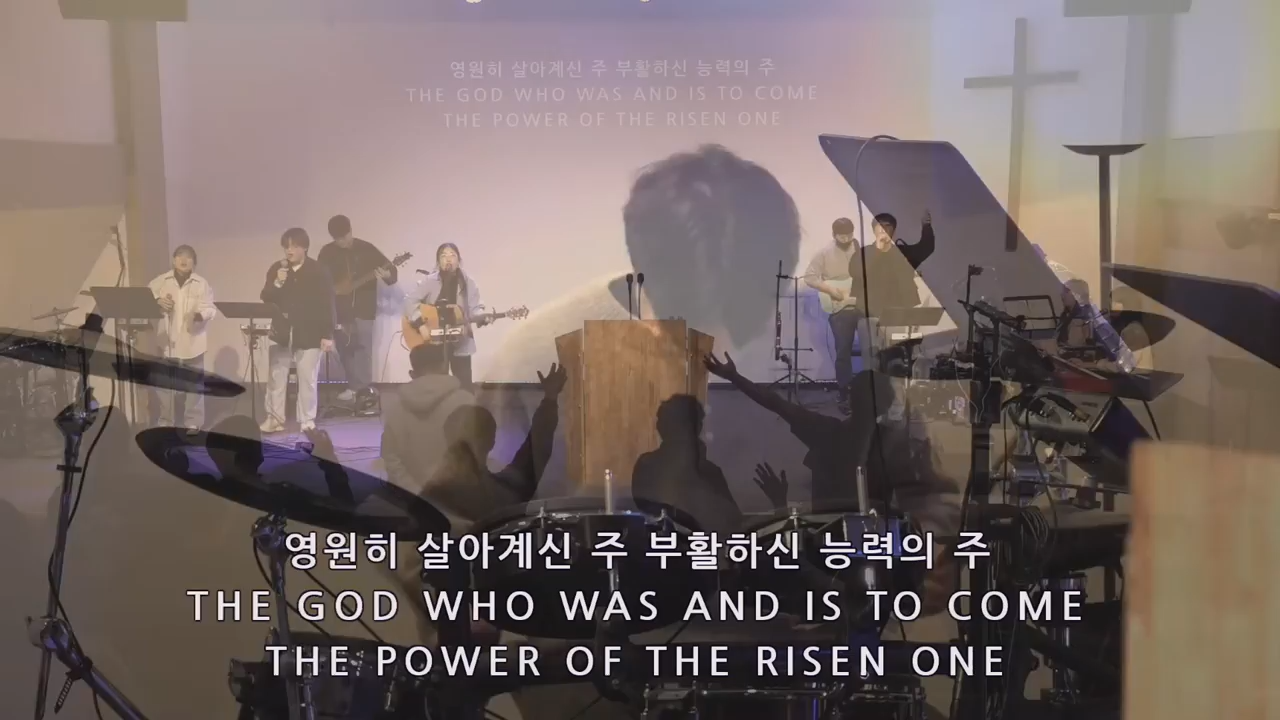 영원히 살아계신 주 부활하신 능력의 주
THE GOD WHO WAS AND IS TO COME
THE POWER OF THE RISEN ONE
영원히 살아계신 주 부활하신 능력의 주
THE GOD WHO WAS AND IS TO COME
THE POWER OF THE RISEN ONE